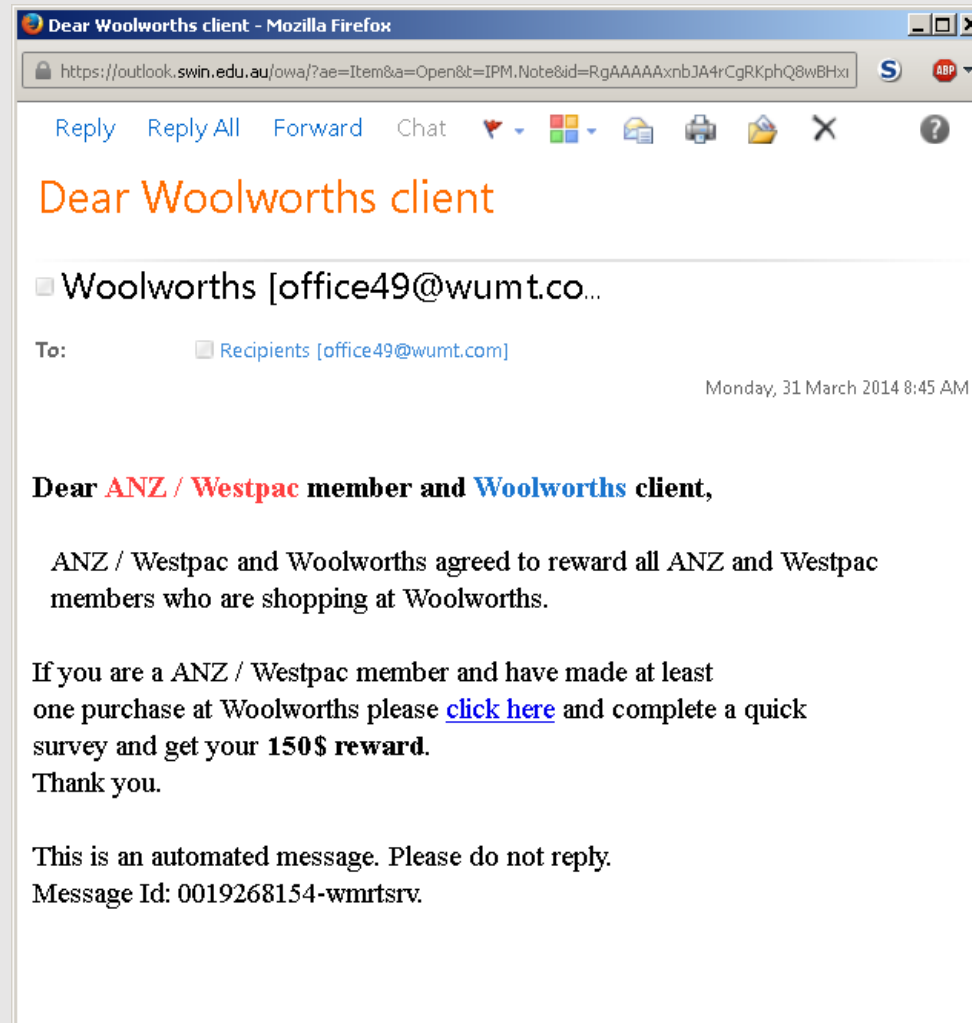 Dear Woolworths client - Mozilla Firefox
https://outlook.swin.edu.au/owa/?ae=Item&a=Open&t=IPM.Note&id=RgAAAAAxnbJA4rCgRKphQ8wBHxı
S ABP
Reply Reply All Forward Chat ?
Dear Woolworths client
Woolworths [office49@wumt.co...
To: Recipients [office49@wumt.com]
Monday, 31 March 2014 8:45 AM
Dear ANZ / Westpac member and Woolworths client,
ANZ / Westpac and Woolworths agreed to reward all ANZ and Westpac
members who are shopping at Woolworths.
If you are a ANZ / Westpac member and have made at least
one purchase at Woolworths please click here and complete a quick
survey and get your 150$ reward.
Thank you.
This is an automated message. Please do not reply.
Message Id: 0019268154-wmrtsrv.